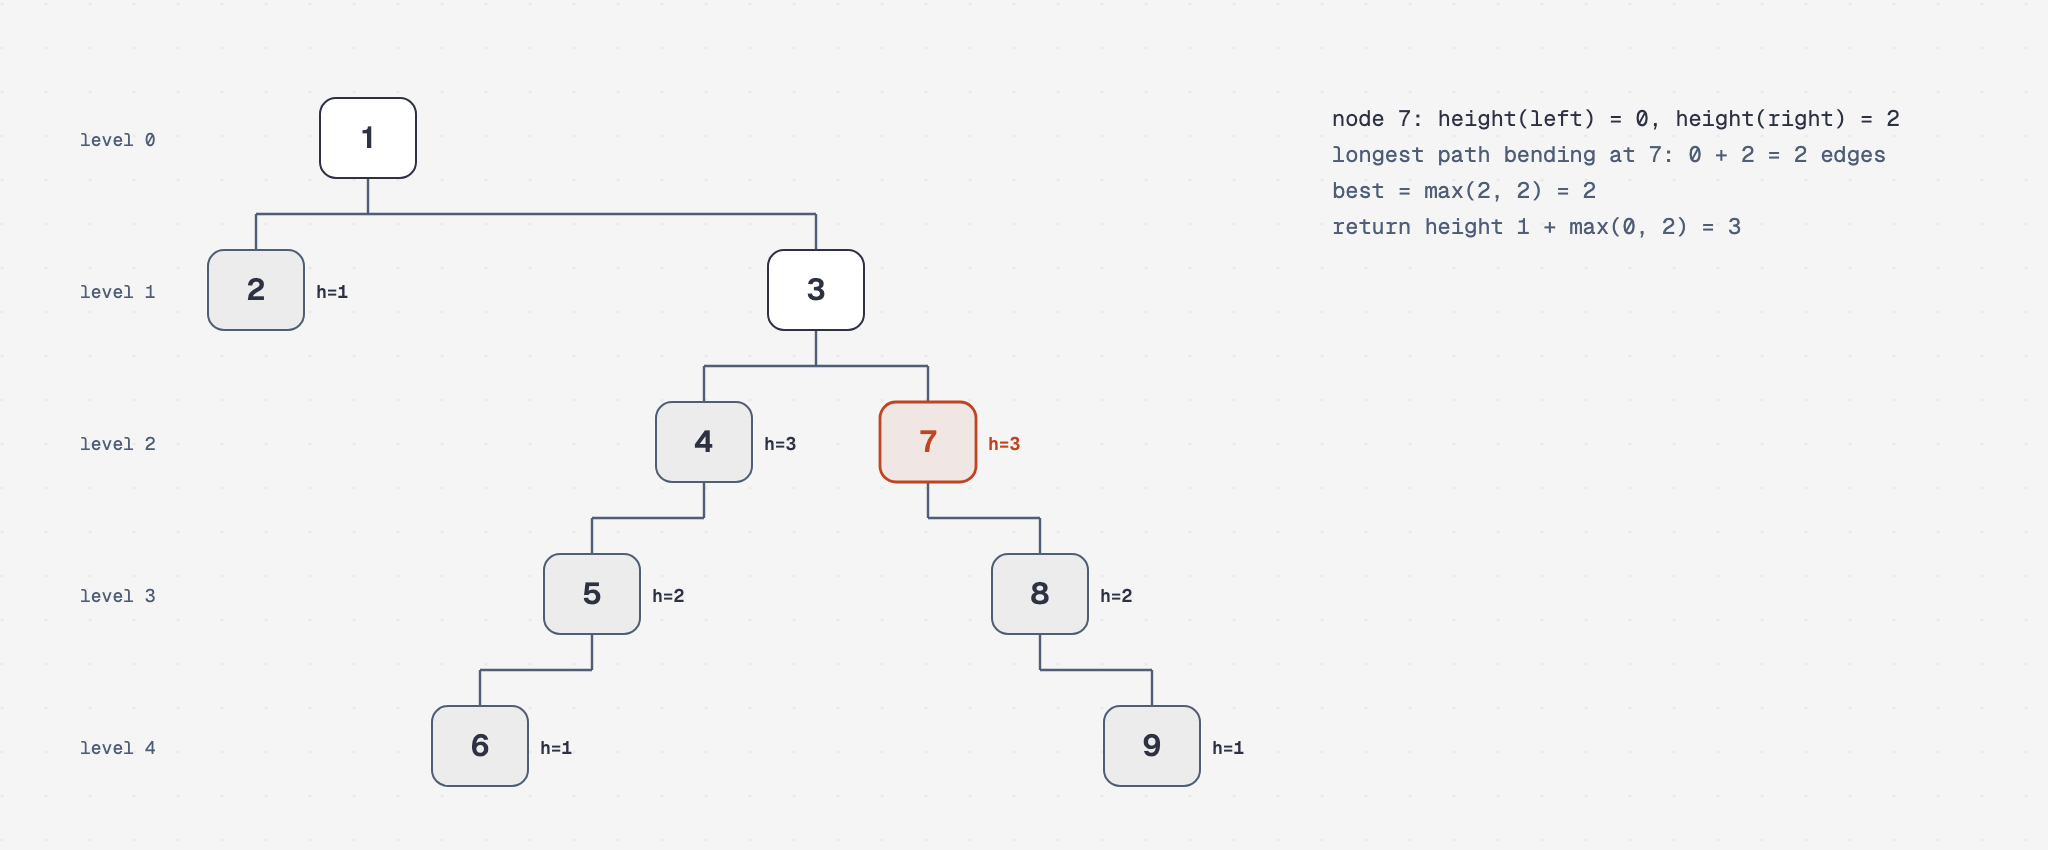 node 7: height(left) = 0, height(right) = 2
longest path bending at 7: 0 + 2 = 2 edges
best = max(2, 2) = 2
return height 1 + max(0, 2) = 3
level 0
1
level 1
2
h=1
3
level 2
4
h=3
7
h=3
level 3
5
h=2
8
h=2
level 4
6
h=1
9
h=1